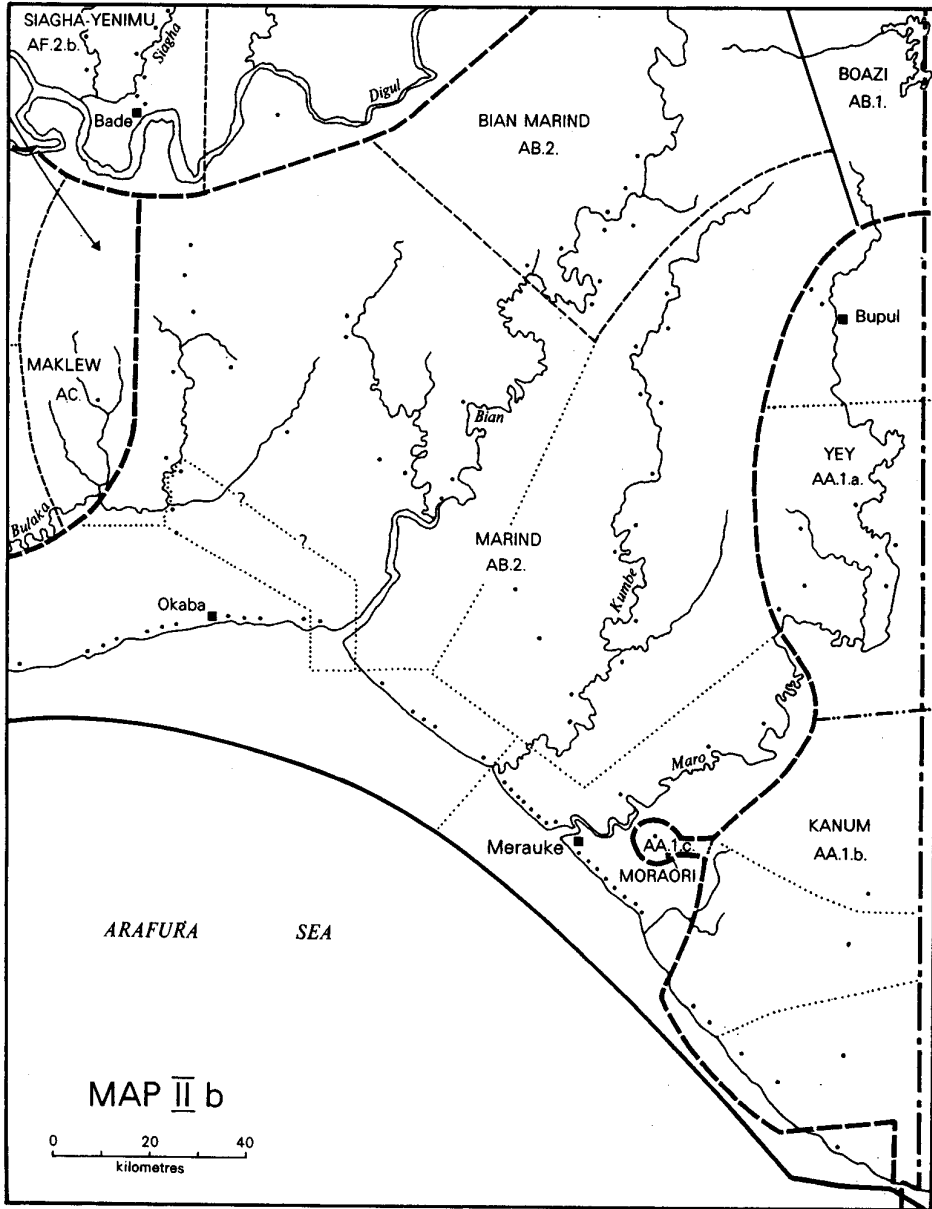 SIAGHA-YENIMU
AF.2.b.
Siagha
Bade
Digul
BIAN MARIND
AB.2.
BOAZI
AB.1.
Bupul
MAKLEW
AC.
Bian
YEY
AA.1.a.
Bulaka
?
?
MARIND
AB.2.
Kumbe
Okaba
Maro
Merauke
AA.1.c.
MORAORI
KANUM
AA.1.b.
ARAFURA SEA
MAP II b
0 20 40
kilometres